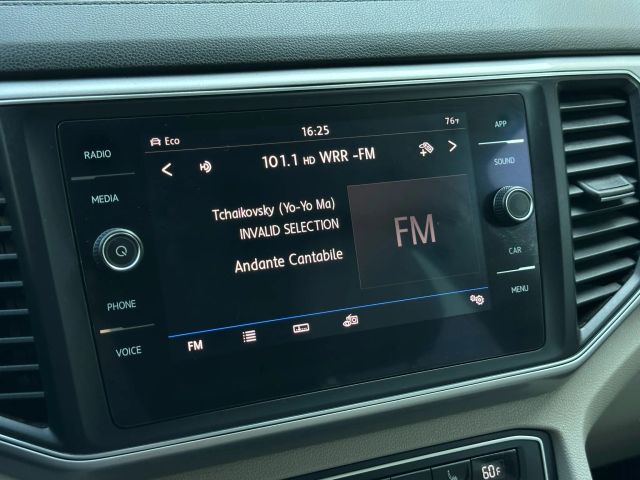 RADIO
MEDIA
PHONE
VOICE
Eco
16:25
76°F
101.1 HD WRR -FM
Tchaikovsky (Yo-Yo Ma)
INVALID SELECTION
Andante Cantabile
FM
FM
APP
SOUND
CAR
MENU
60F